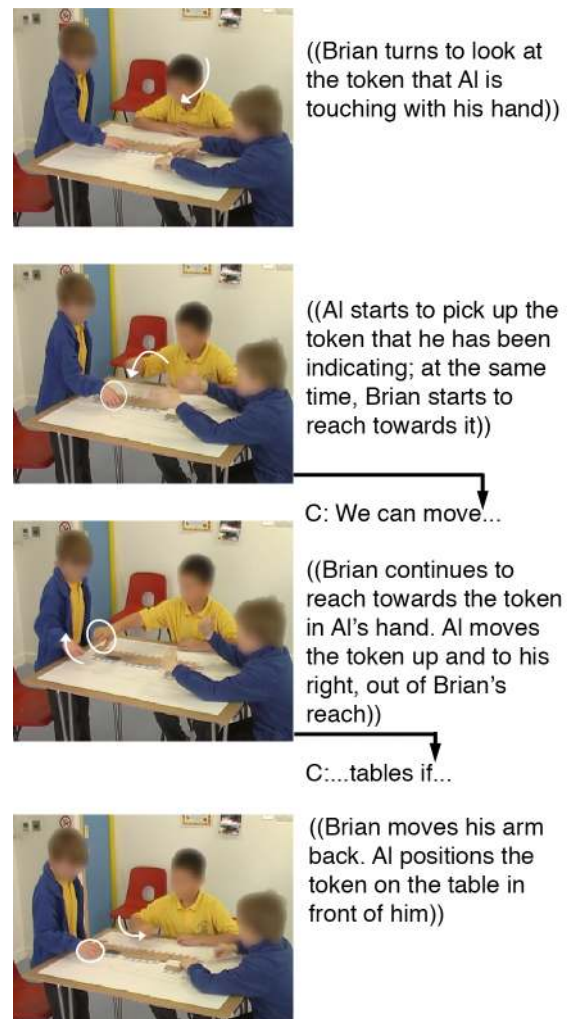 ((Brian turns to look at
the token that Al is
touching with his hand))
((Al starts to pick up the
token that he has been
indicating; at the same
time, Brian starts to
reach towards it))
C: We can move...
((Brian continues to
reach towards the token
in Al's hand. Al moves
the token up and to his
right, out of Brian's
reach))
C:...tables if...
((Brian moves his arm
back. Al positions the
token on the table in
front of him))